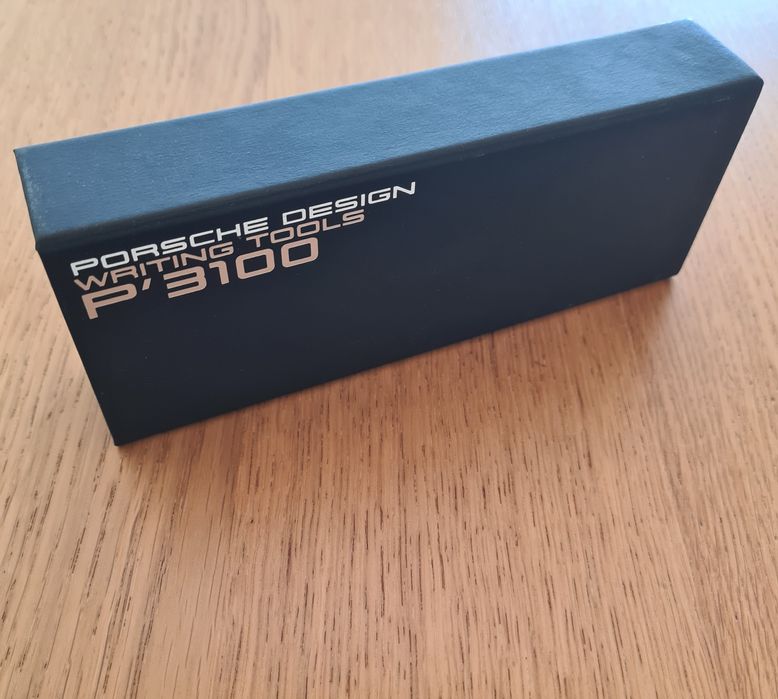 PORSCHE DESIGN
WRITING TOOLS
P'3100